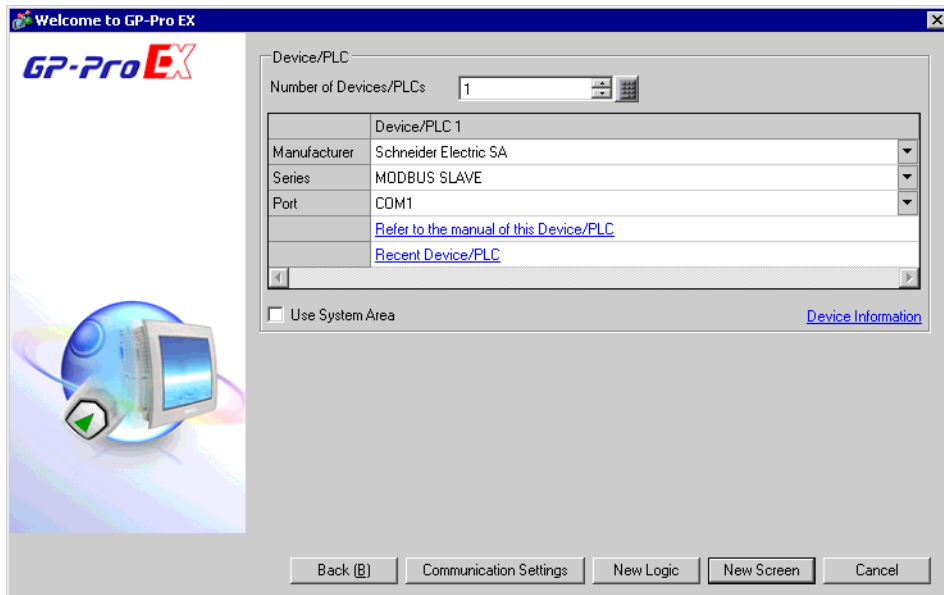 Welcome to GP-Pro EX
GP-Pro EX
Device/PLC
Number of Devices/PLCs 1
Device/PLC 1
Manufacturer Schneider Electric SA
Series MODBUS SLAVE
Port COM1
Refer to the manual of this Device/PLC
Recent Device/PLC
Use System Area Device Information
Back (B) Communication Settings New Logic New Screen Cancel